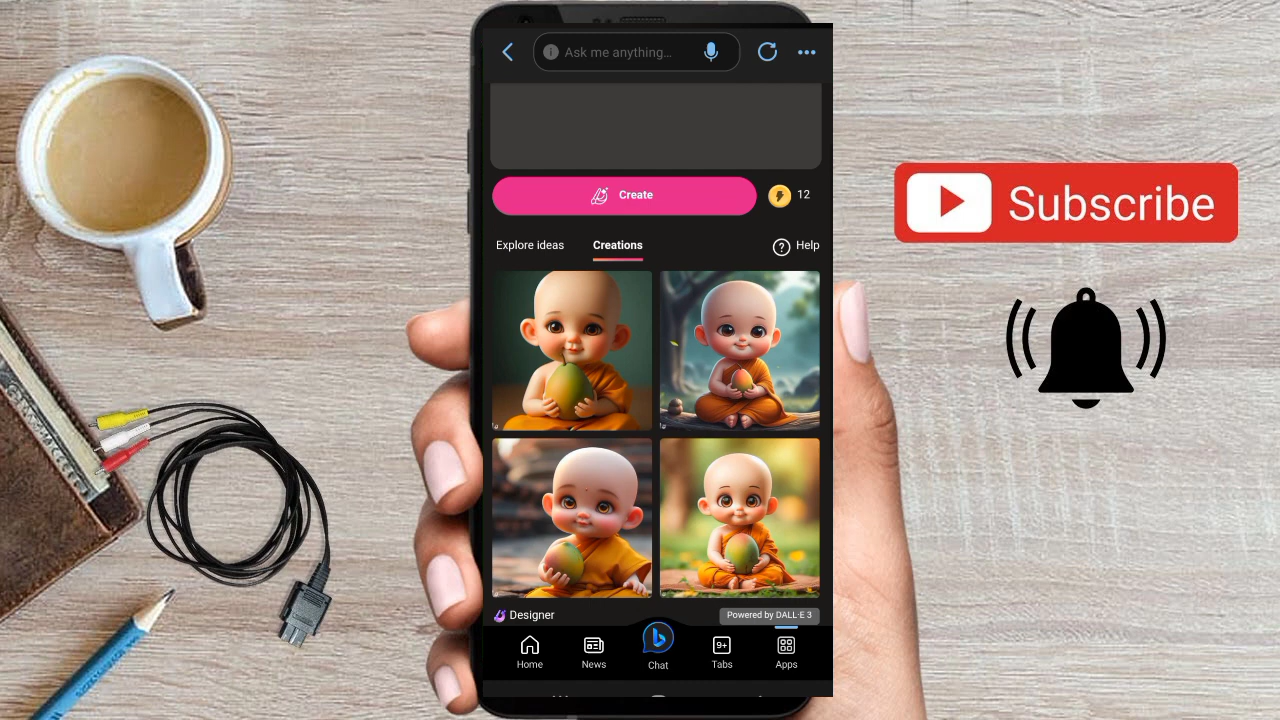 Ask me anything...
Create
12
Explore ideas
Creations
Help
Designer
Powered by DALL·E 3
Home
News
Chat
9+
Tabs
Apps
Subscribe